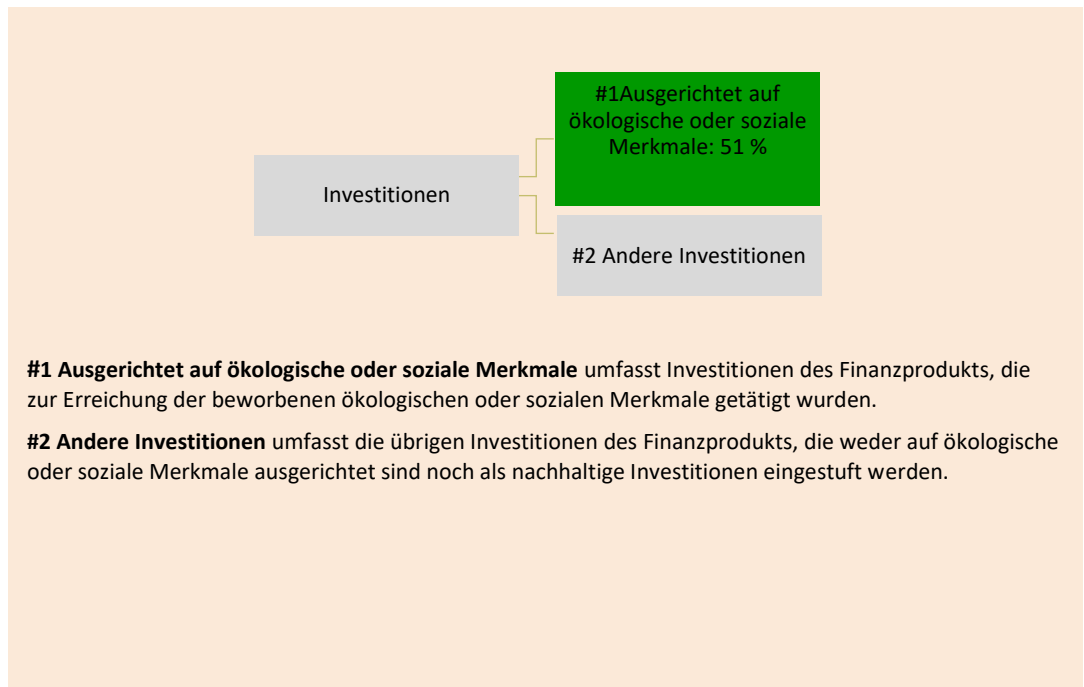 #1Ausgerichtet auf
ökologische oder soziale
Merkmale: 51 %
Investitionen
#2 Andere Investitionen
#1 Ausgerichtet auf ökologische oder soziale Merkmale umfasst Investitionen des Finanzprodukts, die
zur Erreichung der beworbenen ökologischen oder sozialen Merkmale getätigt wurden.
#2 Andere Investitionen umfasst die übrigen Investitionen des Finanzprodukts, die weder auf ökologische
oder soziale Merkmale ausgerichtet sind noch als nachhaltige Investitionen eingestuft werden.